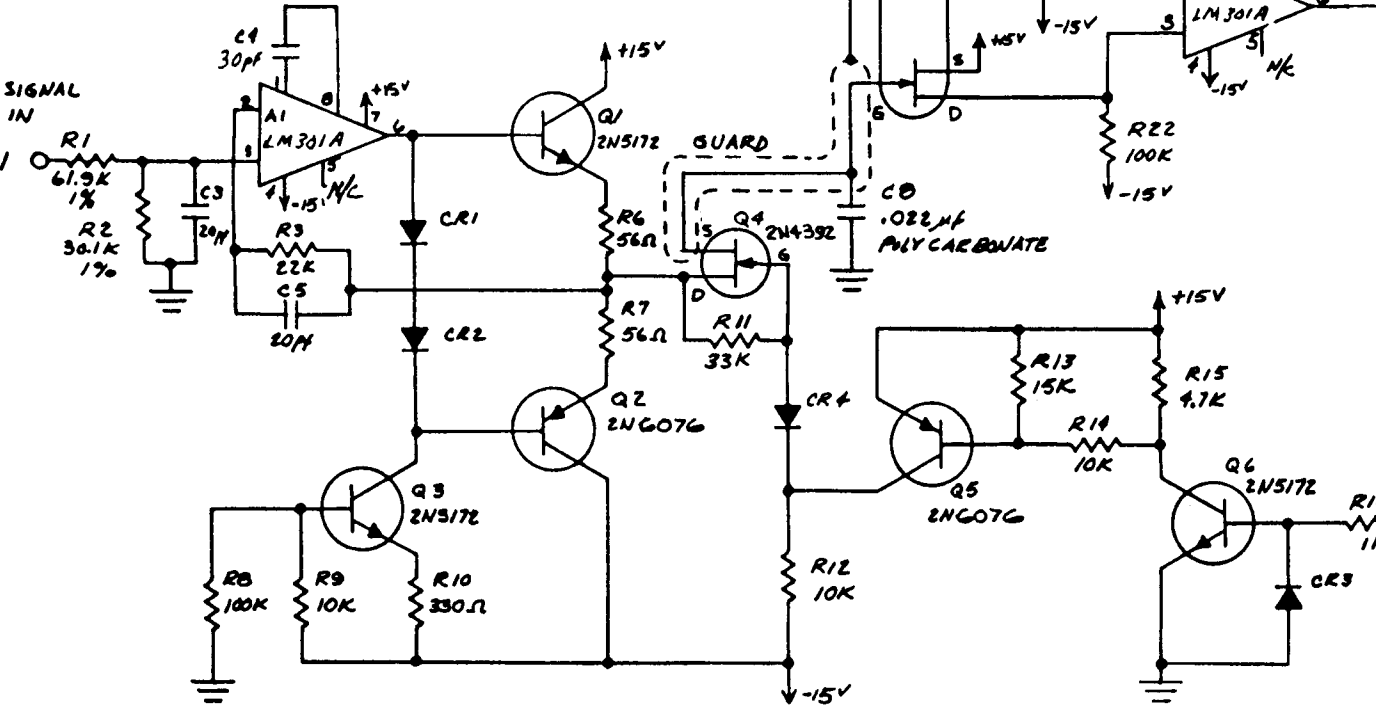 C4
30pf
SIGNAL
IN
R1
61.9K
1%
R2
30.1K
1%
C3
1
2
3
A1
LM301A
8
+15V
7
6
5
N/C
4
-15V
R3
22K
C5
20pf
CR1
CR2
+15V
Q1
2N5172
R6
56Ω
R7
56Ω
Q2
2N6076
Q3
2N5172
R8
100K
R9
10K
R10
330Ω
GUARD
S
Q4
2N4392
G
D
R11
33K
CR4
R12
10K
-15V
C8
.022µf
POLYCARBONATE
-15V
+15V
S
G
D
3
LM301A
5
N/C
4
-15V
R22
100K
-15V
+15V
R13
15K
R15
4.7K
R14
10K
Q5
2N6076
Q6
2N5172
CR3